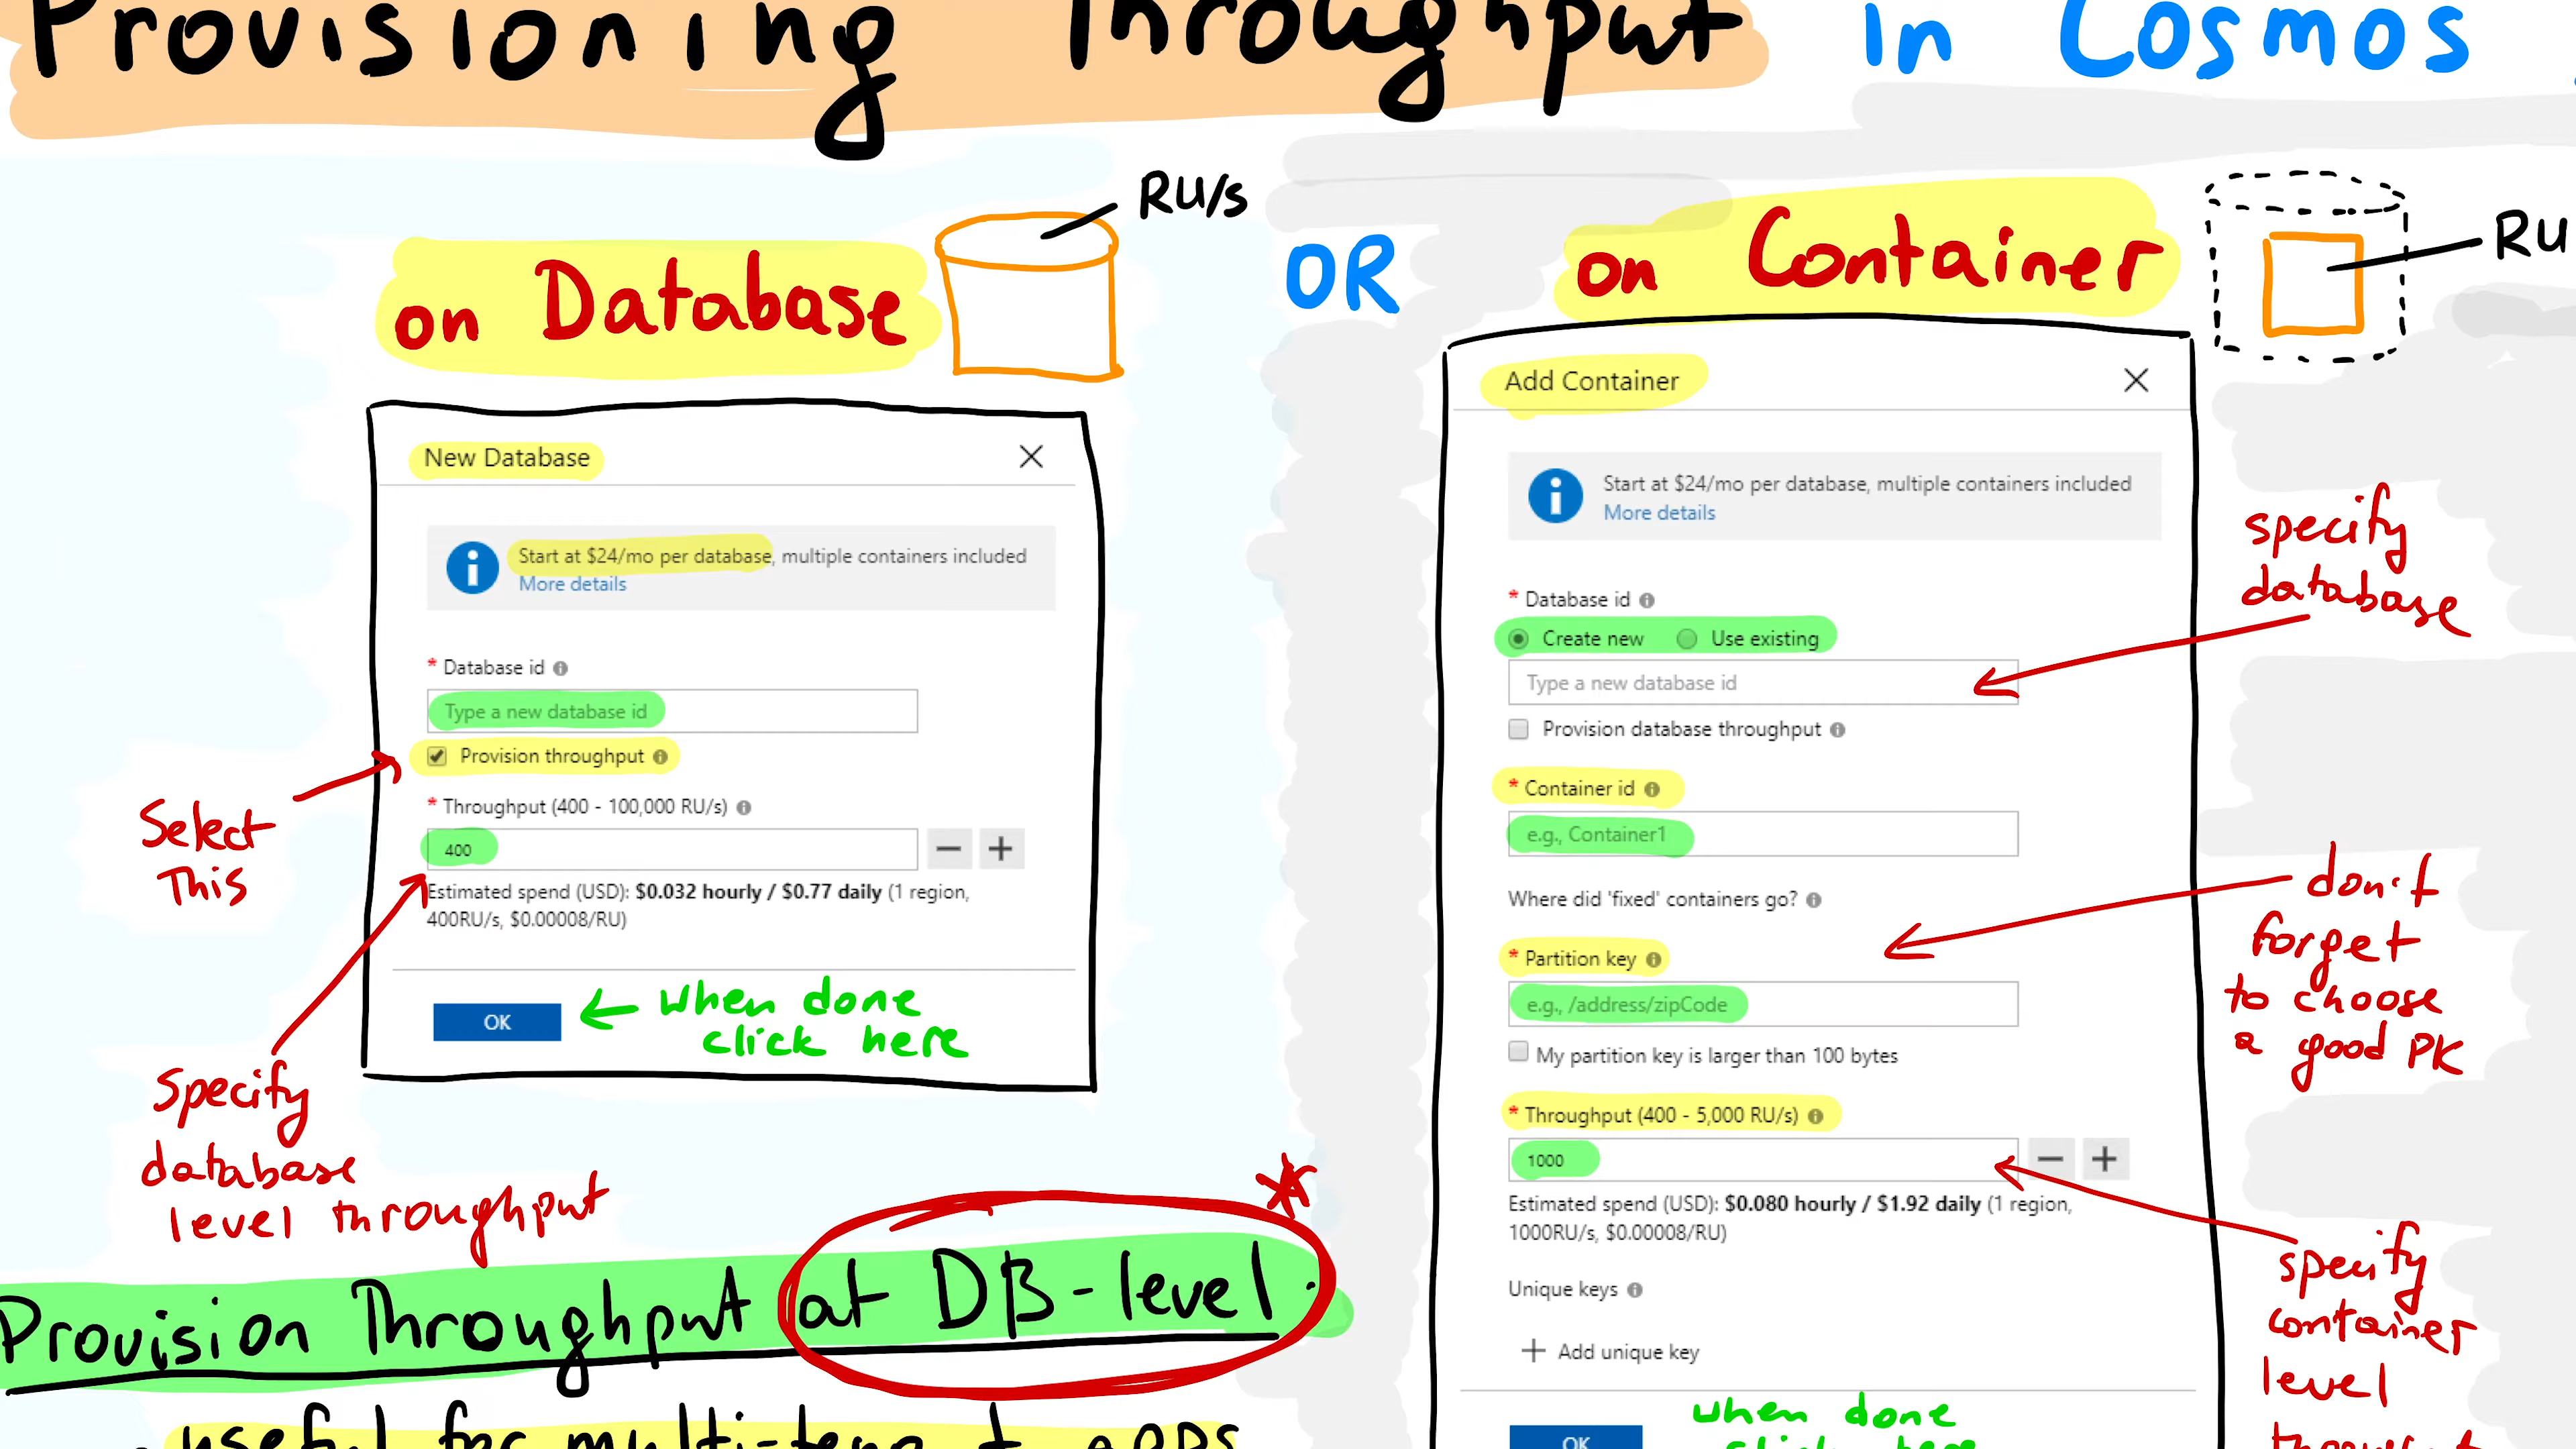 Provisioning Throughput in Cosmos
on Database
RU/s
OR
on Container
RU
New Database
Start at $24/mo per database, multiple containers included
More details
* Database id
Type a new database id
Provision throughput
* Throughput (400 - 100,000 RU/s)
400
Estimated spend (USD): $0.032 hourly / $0.77 daily (1 region,
400RU/s, $0.00008/RU)
OK
← when done
click here
Select
This
Specify
database
level throughput
Provision Throughput at DB-level.
*
useful for multi-tenant apps
Add Container
Start at $24/mo per database, multiple containers included
More details
* Database id
Create new
Use existing
Type a new database id
Provision database throughput
* Container id
e.g., Container1
Where did 'fixed' containers go?
* Partition key
e.g., /address/zipCode
My partition key is larger than 100 bytes
* Throughput (400 - 5,000 RU/s)
1000
Estimated spend (USD): $0.080 hourly / $1.92 daily (1 region,
1000RU/s, $0.00008/RU)
Unique keys
+ Add unique key
OK
when done
click here
specify
database
don't
forget
to choose
a good PK
specify
container
level